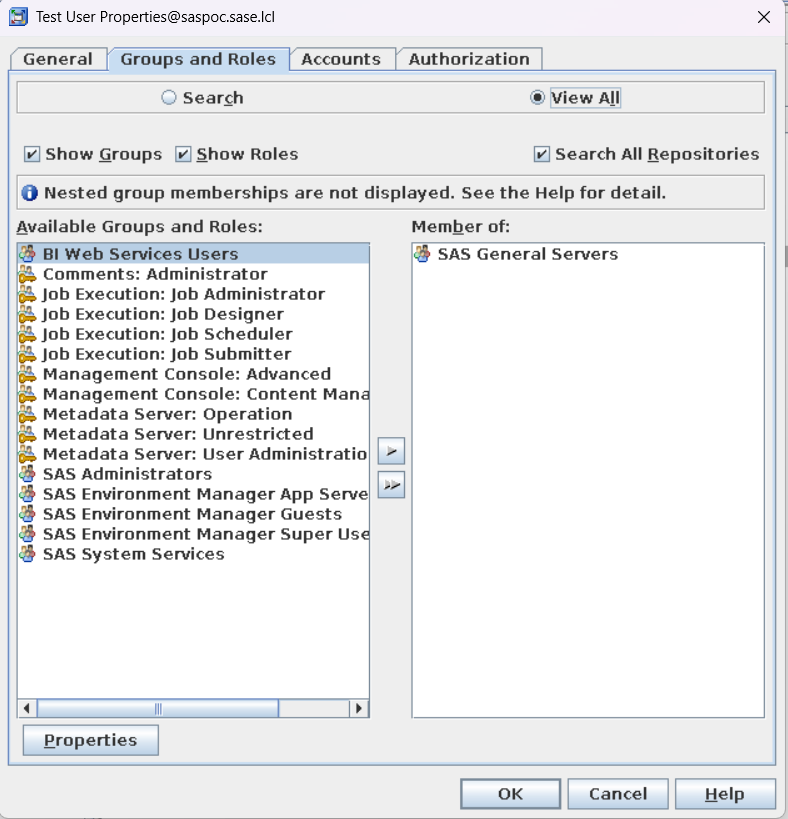 Test User Properties@saspoc.sase.lcl
General Groups and Roles Accounts Authorization
Search View All
Show Groups Show Roles Search All Repositories
Nested group memberships are not displayed. See the Help for detail.
Available Groups and Roles:
BI Web Services Users
Comments: Administrator
Job Execution: Job Administrator
Job Execution: Job Designer
Job Execution: Job Scheduler
Job Execution: Job Submitter
Management Console: Advanced
Management Console: Content Mana
Metadata Server: Operation
Metadata Server: Unrestricted
Metadata Server: User Administratio
SAS Administrators
SAS Environment Manager App Serve
SAS Environment Manager Guests
SAS Environment Manager Super Use
SAS System Services
Member of:
SAS General Servers
Properties
OK Cancel Help